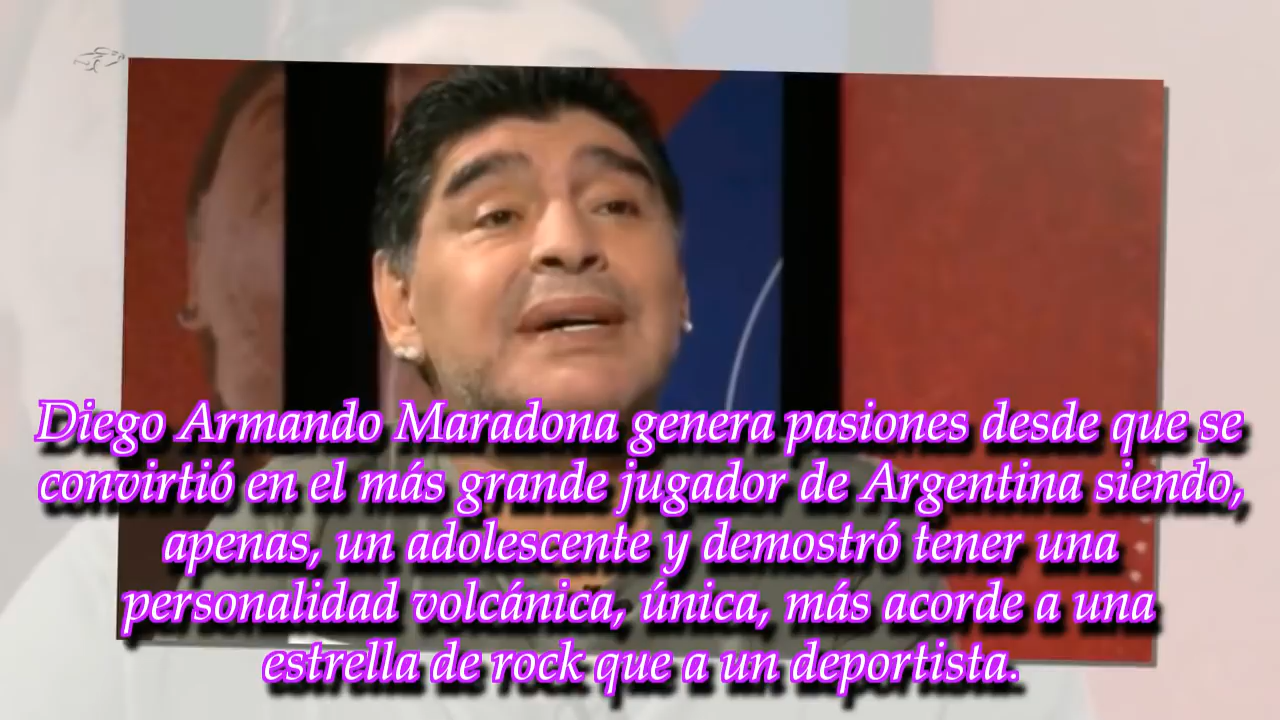 Diego Armando Maradona genera pasiones desde que se
convirtió en el más grande jugador de Argentina siendo,
apenas, un adolescente y demostró tener una
personalidad volcánica, única, más acorde a una
estrella de rock que a un deportista.